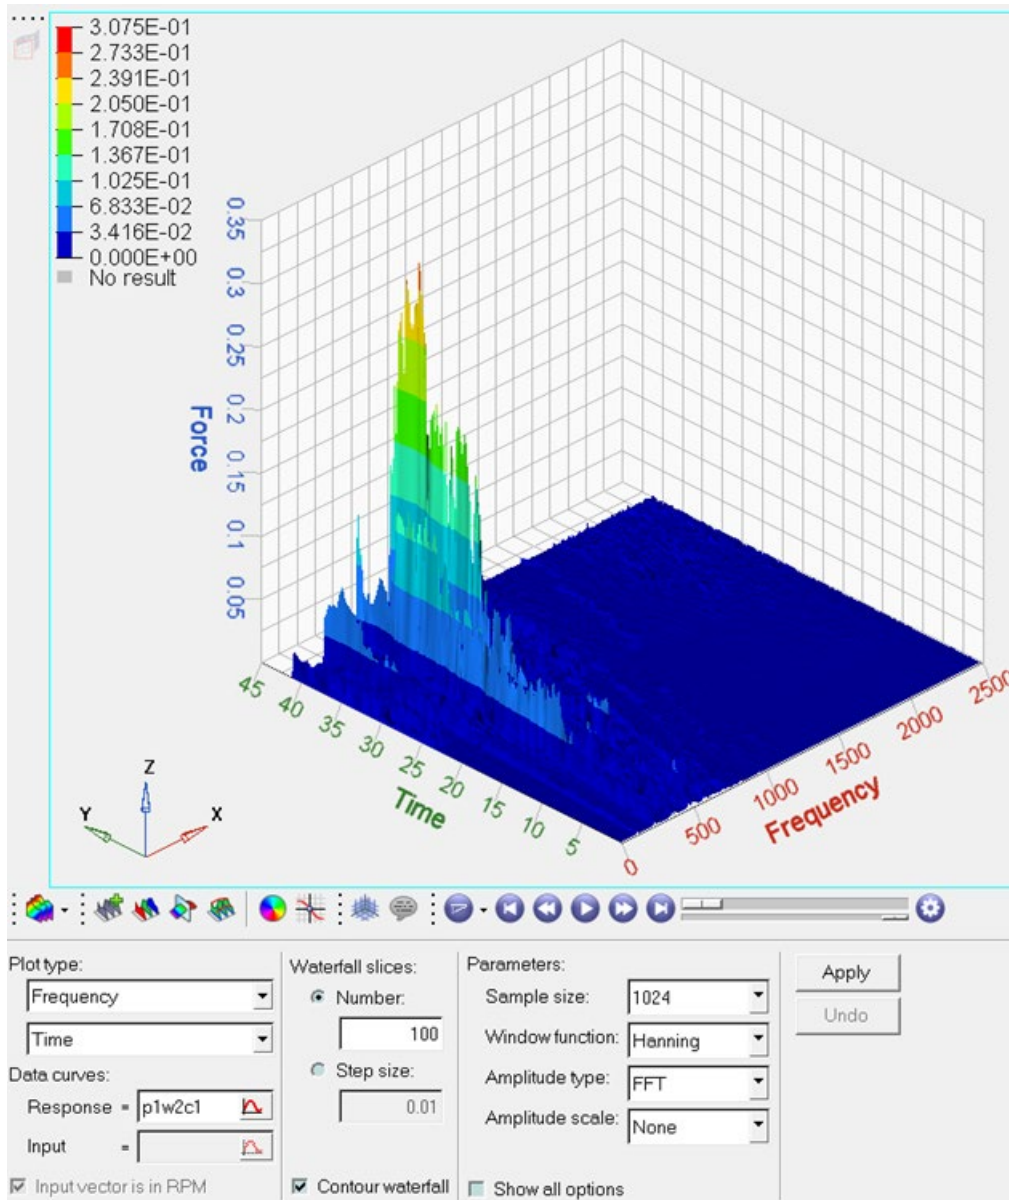 3.075E-01
2.733E-01
2.391E-01
2.050E-01
1.708E-01
1.367E-01
1.025E-01
6.833E-02
3.416E-02
0.000E+00
No result
0.35
0.3
0.25
0.2
0.15
0.1
0.05
Force
45
40
35
30
25
20
15
10
5
Time
0
500
1000
1500
2000
2500
Frequency
Z
Y
X
Plot type:
Frequency
Time
Data curves:
Response = p1w2c1
Input =
Input vector is in RPM
Waterfall slices:
Number:
100
Step size:
0.01
Contour waterfall
Parameters:
Sample size: 1024
Window function: Hanning
Amplitude type: FFT
Amplitude scale: None
Show all options
Apply
Undo